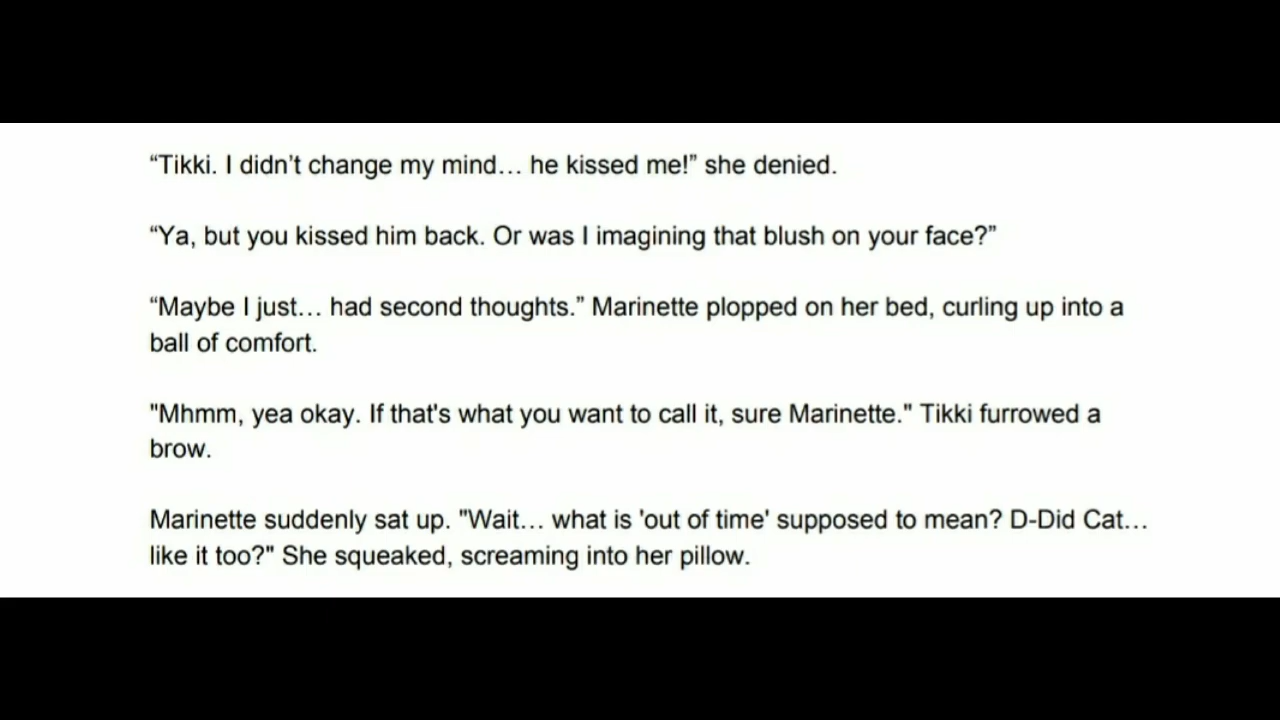 “Tikki. I didn’t change my mind… he kissed me!” she denied.
“Ya, but you kissed him back. Or was I imagining that blush on your face?”
“Maybe I just… had second thoughts.” Marinette plopped on her bed, curling up into a
ball of comfort.
"Mhmm, yea okay. If that's what you want to call it, sure Marinette." Tikki furrowed a
brow.
Marinette suddenly sat up. "Wait… what is 'out of time' supposed to mean? D-Did Cat…
like it too?" She squeaked, screaming into her pillow.